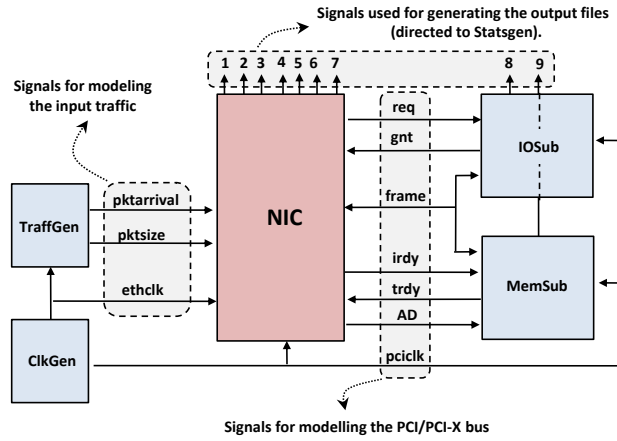 Signals used for generating the output files
(directed to Statsgen).
1 2 3 4 5 6 7 8 9
Signals for modeling
the input traffic
req
gnt
IOSub
pktarrival
NIC
frame
TraffGen
pktsize
irdy
ethclk
trdy
MemSub
AD
ClkGen
pciclk
Signals for modelling the PCI/PCI-X bus